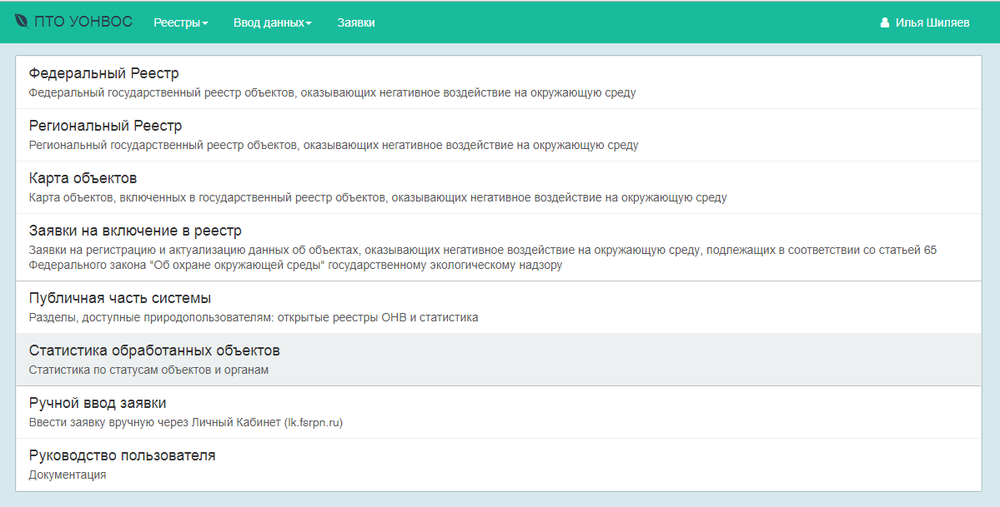 ПТО УОНВОС Реестры Ввод данных Заявки Илья Шиляев
Федеральный Реестр
Федеральный государственный реестр объектов, оказывающих негативное воздействие на окружающую среду
Региональный Реестр
Региональный государственный реестр объектов, оказывающих негативное воздействие на окружающую среду
Карта объектов
Карта объектов, включенных в государственный реестр объектов, оказывающих негативное воздействие на окружающую среду
Заявки на включение в реестр
Заявки на регистрацию и актуализацию данных об объектах, оказывающих негативное воздействие на окружающую среду, подлежащих в соответствии со статьей 65
Федерального закона "Об охране окружающей среды" государственному экологическому надзору
Публичная часть системы
Разделы, доступные природопользователям: открытые реестры ОНВ и статистика
Статистика обработанных объектов
Статистика по статусам объектов и органам
Ручной ввод заявки
Ввести заявку вручную через Личный Кабинет (lk.fsrpn.ru)
Руководство пользователя
Документация